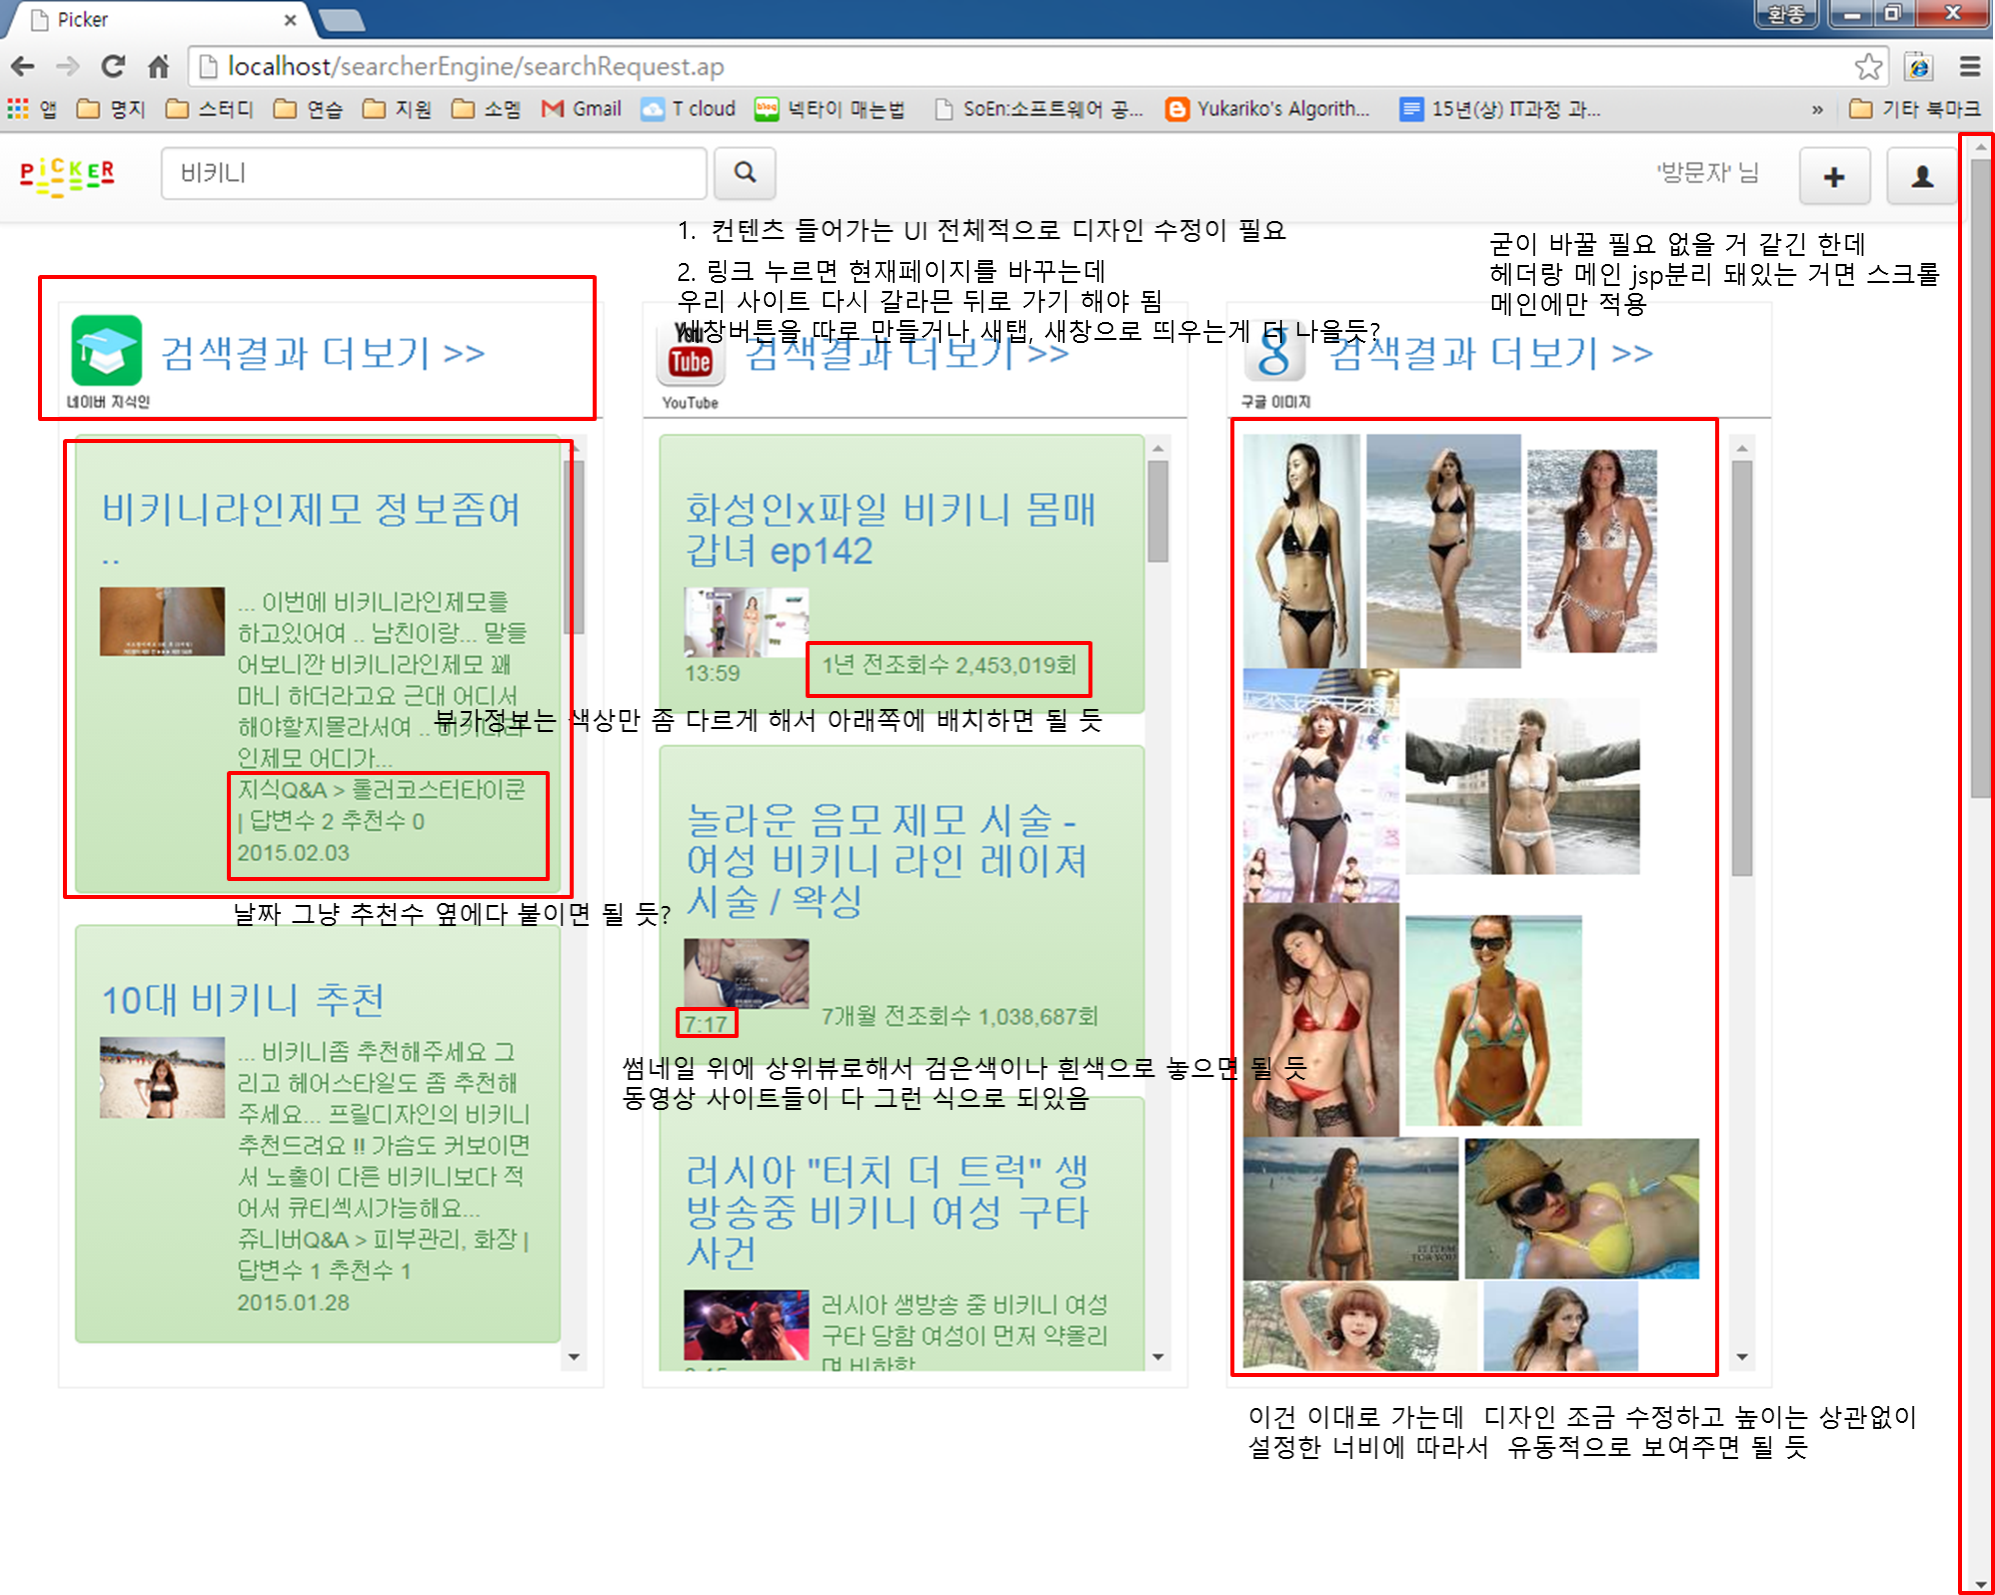 Picker
환종
localhost/searcherEngine/searchRequest.ap
앱 명지 스터디 연습 지원 소멤 Gmail T cloud 넥타이 매는법 SoEn:소프트웨어 공... Yukariko's Algorith... 15년(상) IT과정 과... » 기타 북마크
PiCKER 비키니 '방문자' 님
1. 컨텐츠 들어가는 UI 전체적으로 디자인 수정이 필요
2. 링크 누르면 현재페이지를 바꾸는데
우리 사이트 다시 갈라믄 뒤로 가기 해야 됨
새창버튼을 따로 만들거나 새탭, 새창으로 띄우는게 더 나을듯?
굳이 바꿀 필요 없을 거 같긴 한데
헤더랑 메인 jsp분리 돼있는 거면 스크롤
메인에만 적용
검색결과 더보기 >>
네이버 지식인
비키니라인제모 정보좀여
..
... 이번에 비키니라인제모를
하고있어여 .. 남친이랑... 말들
어보니깐 비키니라인제모 꽤
마니 하더라고요 근대 어디서
해야할지몰라서여 .. 비키니라
인제모 어디가...
지식Q&A > 롤러코스터타이쿤
| 답변수 2 추천수 0
2015.02.03
날짜 그냥 추천수 옆에다 붙이면 될 듯?
10대 비키니 추천
... 비키니좀 추천해주세요 그
리고 헤어스타일도 좀 추천해
주세요... 프릴디자인의 비키니
추천드려요 !! 가슴도 커보이면
서 노출이 다른 비키니보다 적
어서 큐티섹시가능해요...
쥬니버Q&A > 피부관리, 화장 |
답변수 1 추천수 1
2015.01.28
You
Tube
검색결과 더보기 >>
YouTube
화성인x파일 비키니 몸매
갑녀 ep142
13:59
1년 전조회수 2,453,019회
부가정보는 색상만 좀 다르게 해서 아래쪽에 배치하면 될 듯
놀라운 음모 제모 시술 -
여성 비키니 라인 레이져
시술 / 왁싱
7:17
7개월 전조회수 1,038,687회
썸네일 위에 상위뷰로해서 검은색이나 흰색으로 놓으면 될 듯
동영상 사이트들이 다 그런 식으로 되있음
러시아 "터치 더 트럭" 생
방송중 비키니 여성 구타
사건
러시아 생방송 중 비키니 여성
구타 당함 여성이 먼저 약올리
며 비하함
g
검색결과 더보기 >>
구글 이미지
IT ITEM
FOR YOU
이건 이대로 가는데 디자인 조금 수정하고 높이는 상관없이
설정한 너비에 따라서 유동적으로 보여주면 될 듯